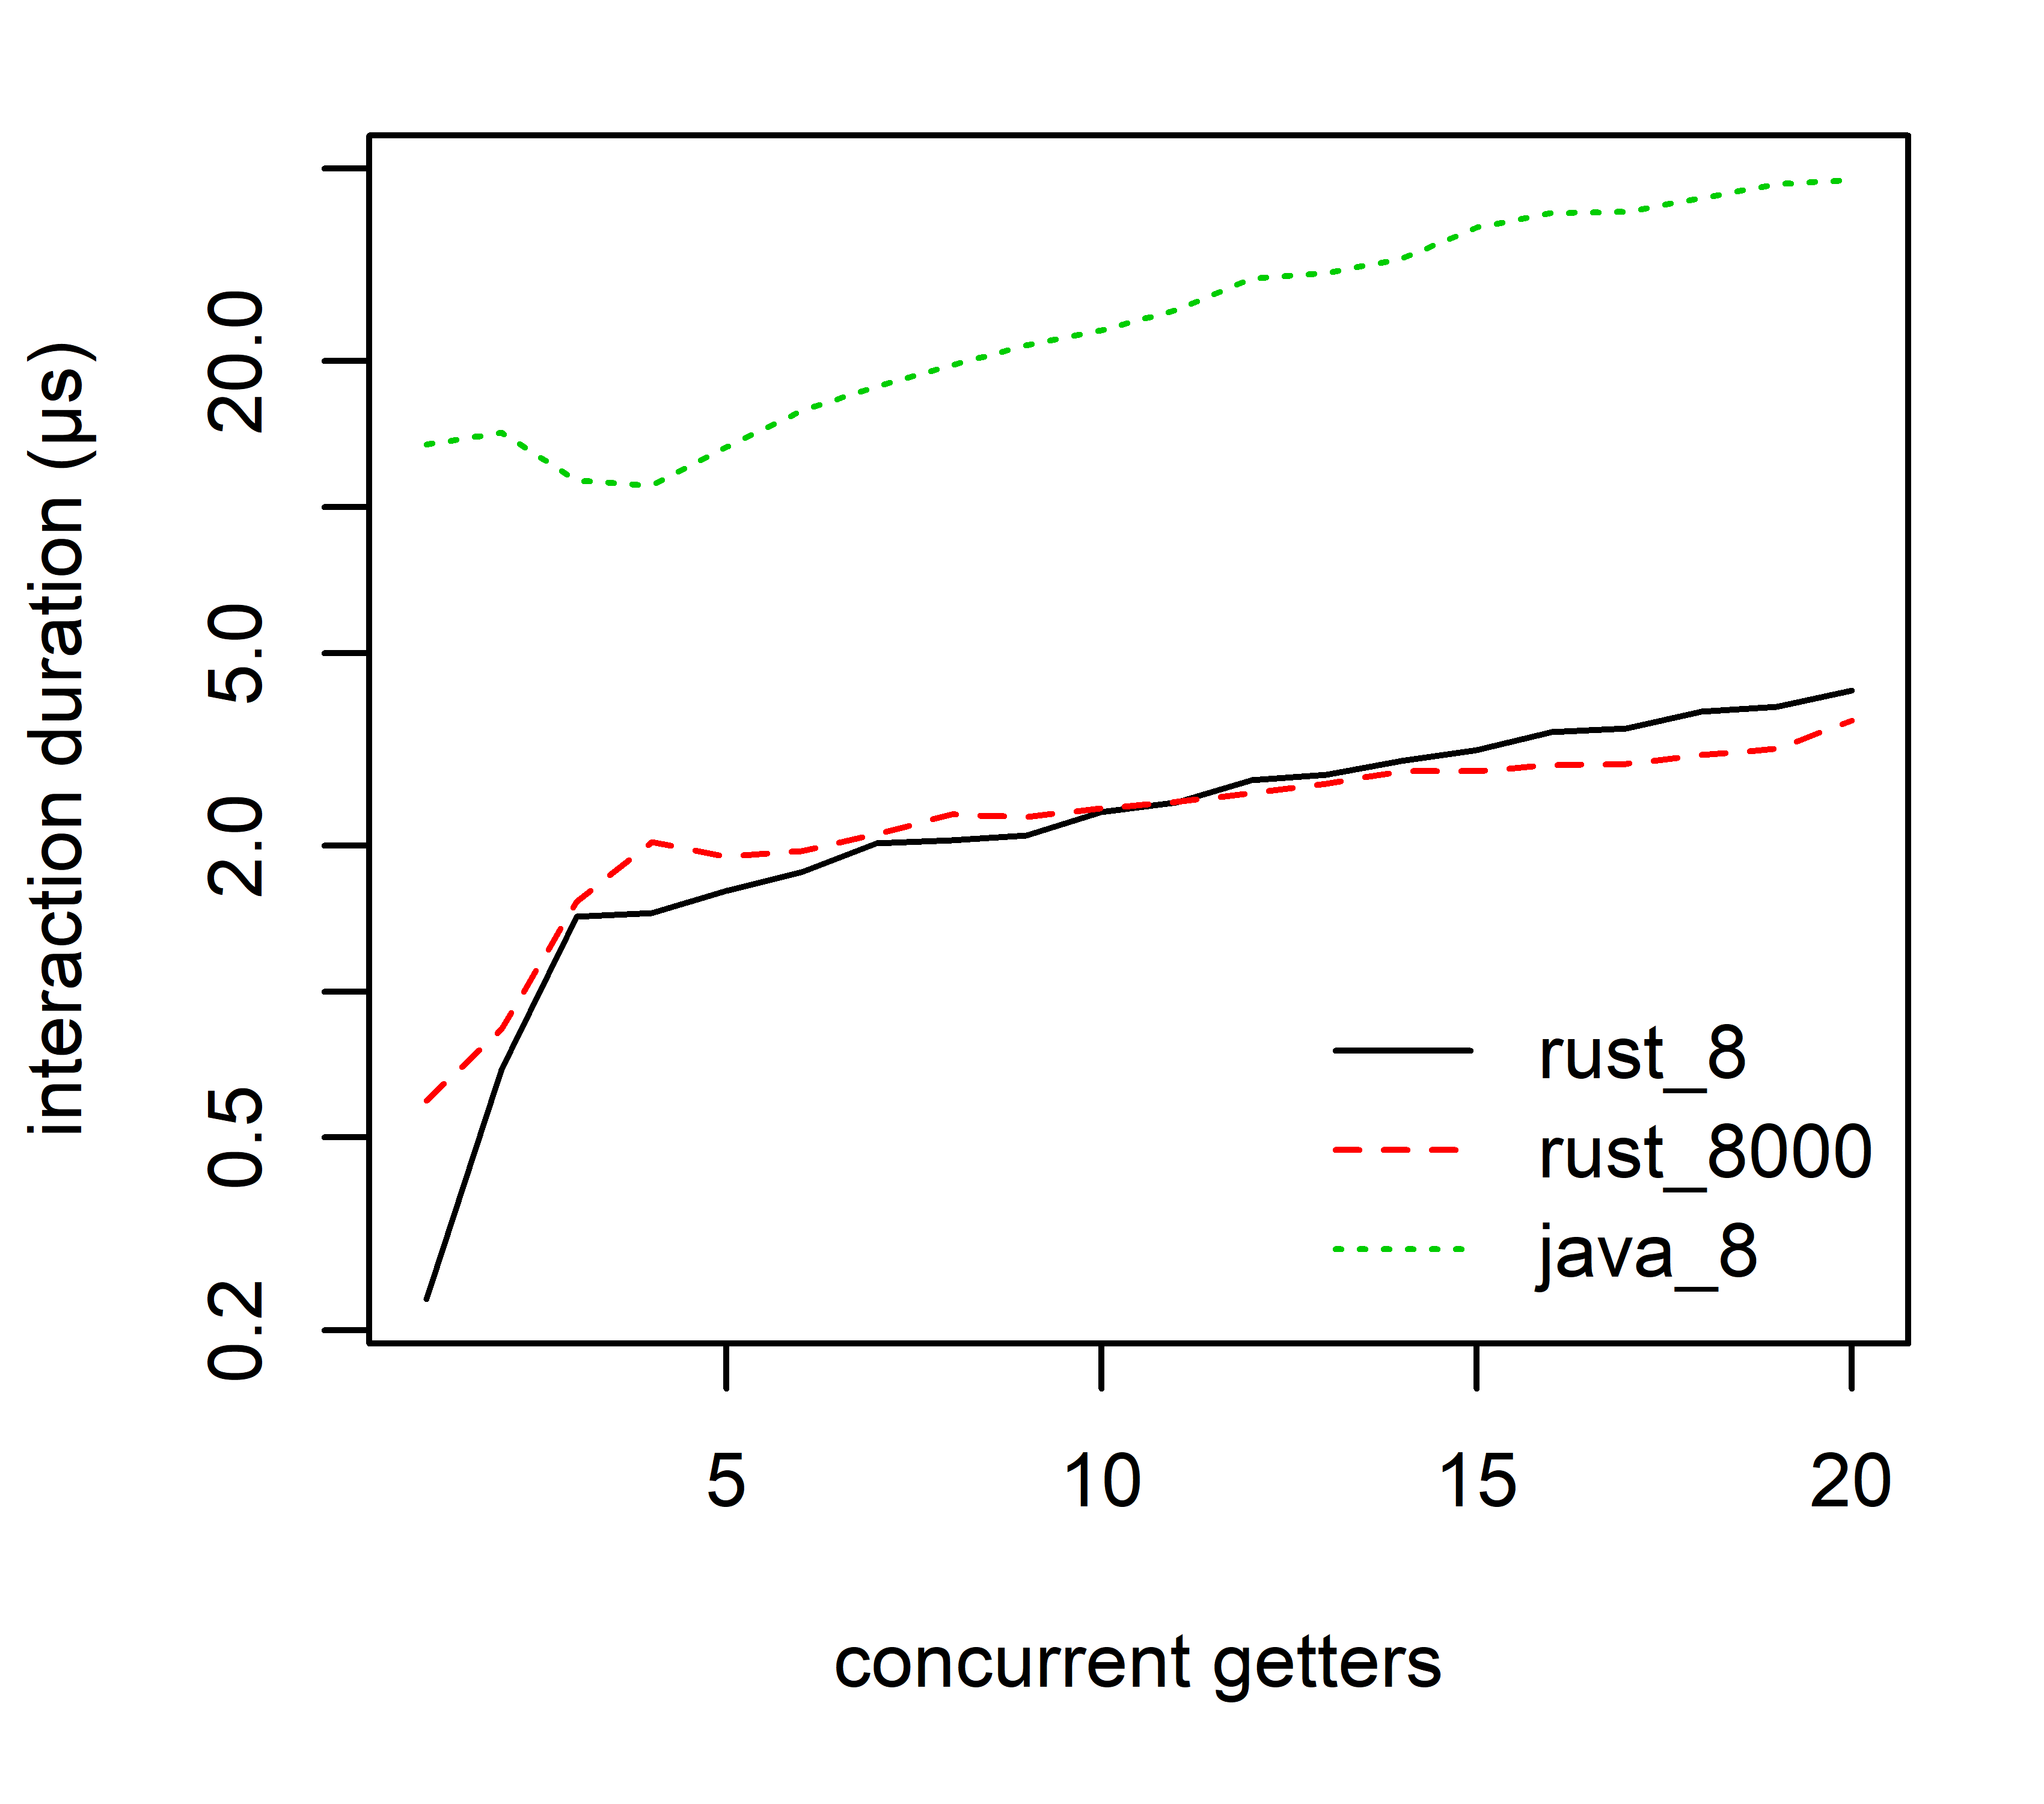 interaction duration (µs)
20.0
5.0
2.0
0.5
0.2
rust_8
rust_8000
java_8
5 10 15 20
concurrent getters